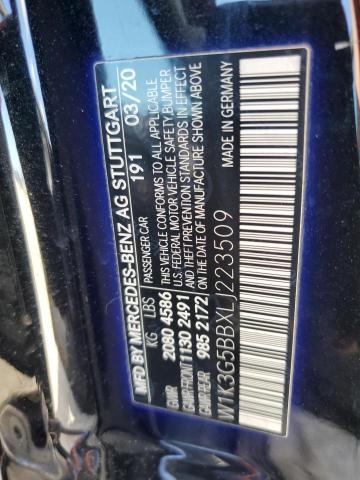 MFD BY MERCEDES-BENZ AG STUTTGART
191 03/20
KG LBS PASSENGER CAR
GVWR 2080 4586 THIS VEHICLE CONFORMS TO ALL APPLICABLE
GAWR FRONT 1130 2491 U.S. FEDERAL MOTOR VEHICLE SAFETY, BUMPER
GAWR REAR 985 2172 AND THEFT PREVENTION STANDARDS IN EFFECT ON THE DATE OF MANUFACTURE SHOWN ABOVE
W1K3G5BBXLJ223509
MADE IN GERMANY